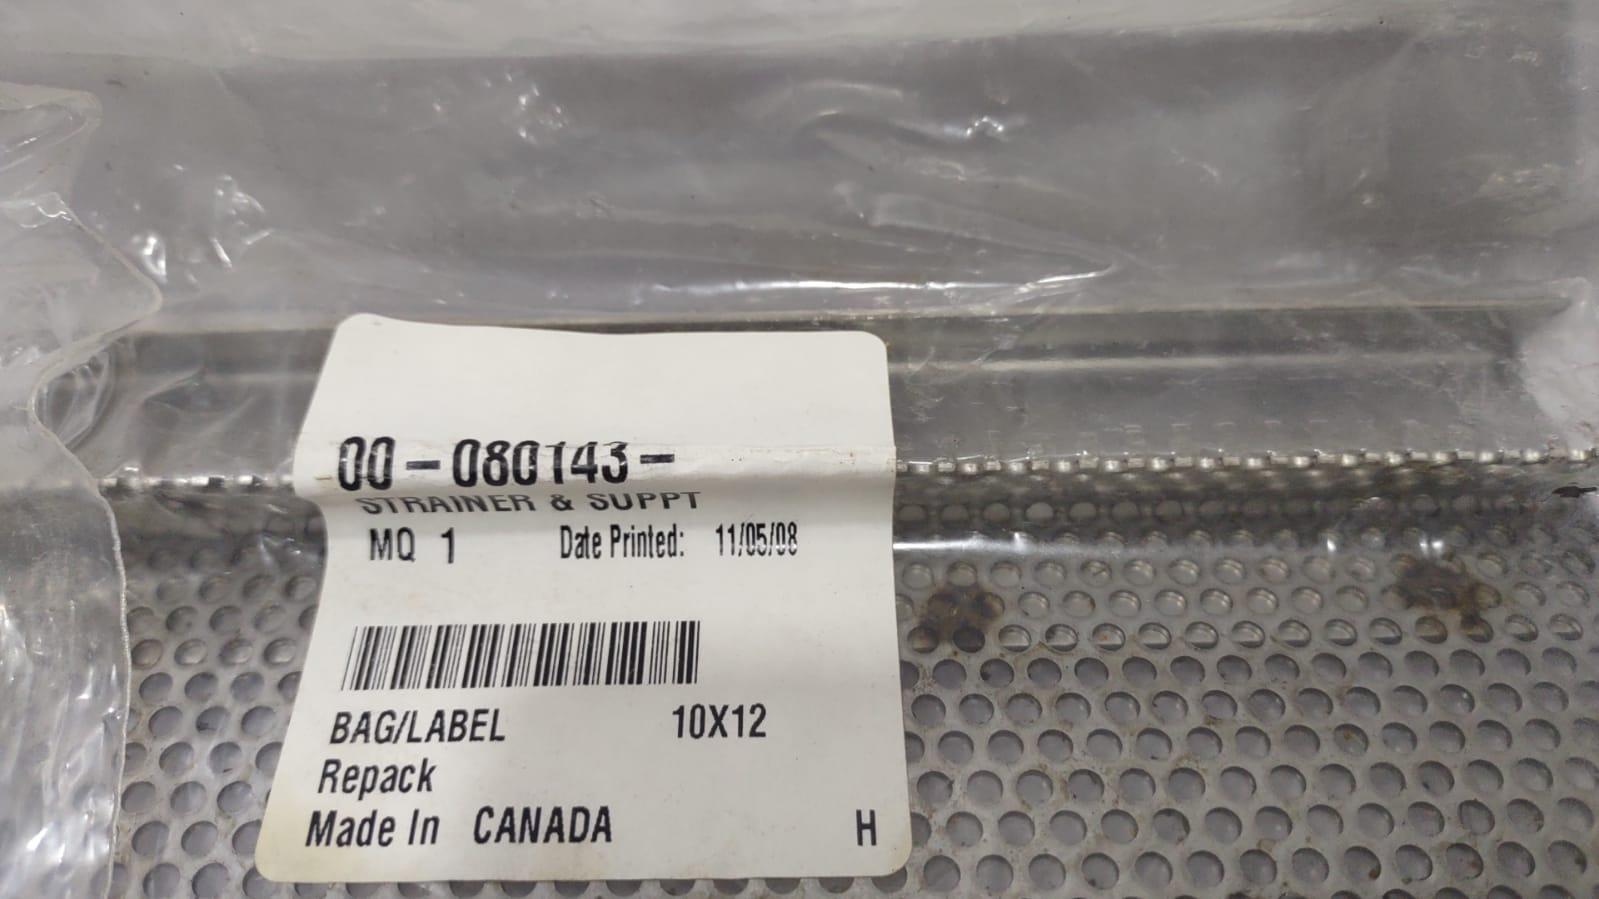 00-080143-
STRAINER & SUPPT
MQ 1 Date Printed: 11/05/08
BAG/LABEL 10X12
Repack
Made In CANADA H